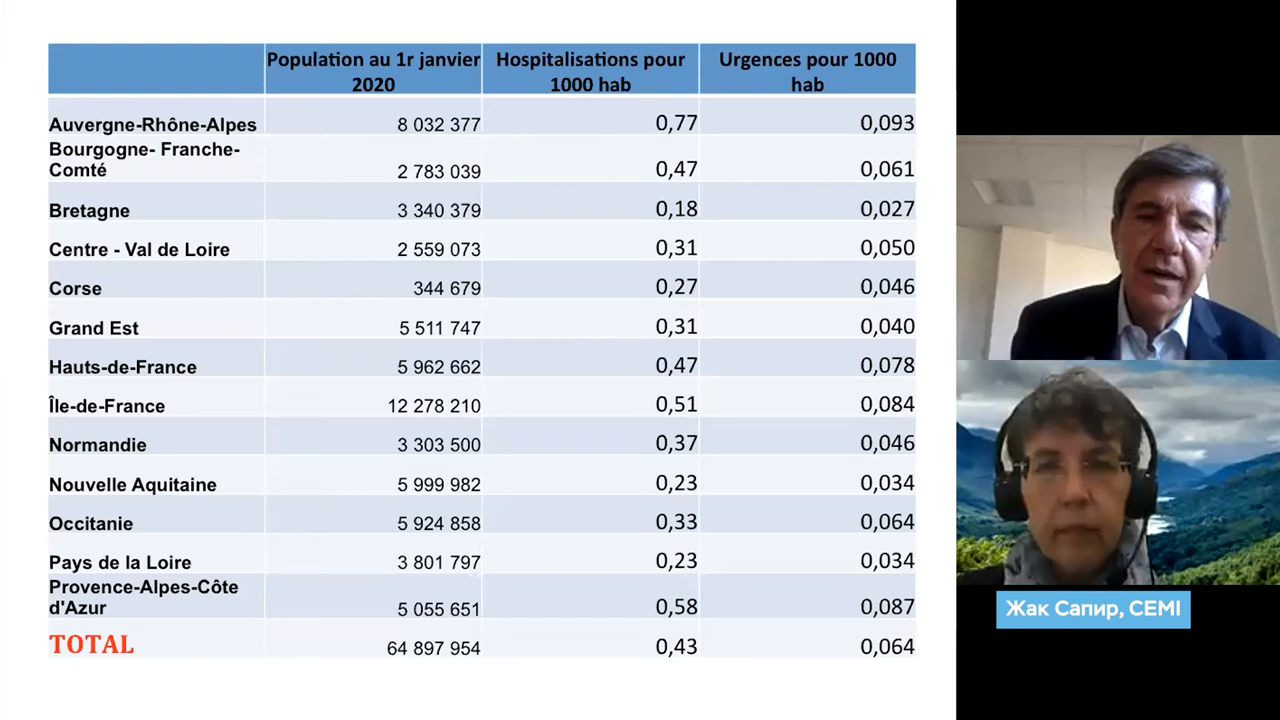 Population au 1r janvier 2020 Hospitalisations pour 1000 hab Urgences pour 1000 hab
Auvergne-Rhône-Alpes 8 032 377 0,77 0,093
Bourgogne- Franche-Comté 2 783 039 0,47 0,061
Bretagne 3 340 379 0,18 0,027
Centre - Val de Loire 2 559 073 0,31 0,050
Corse 344 679 0,27 0,046
Grand Est 5 511 747 0,31 0,040
Hauts-de-France 5 962 662 0,47 0,078
Île-de-France 12 278 210 0,51 0,084
Normandie 3 303 500 0,37 0,046
Nouvelle Aquitaine 5 999 982 0,23 0,034
Occitanie 5 924 858 0,33 0,064
Pays de la Loire 3 801 797 0,23 0,034
Provence-Alpes-Côte d'Azur 5 055 651 0,58 0,087
TOTAL 64 897 954 0,43 0,064
Жак Сапир, CEMI